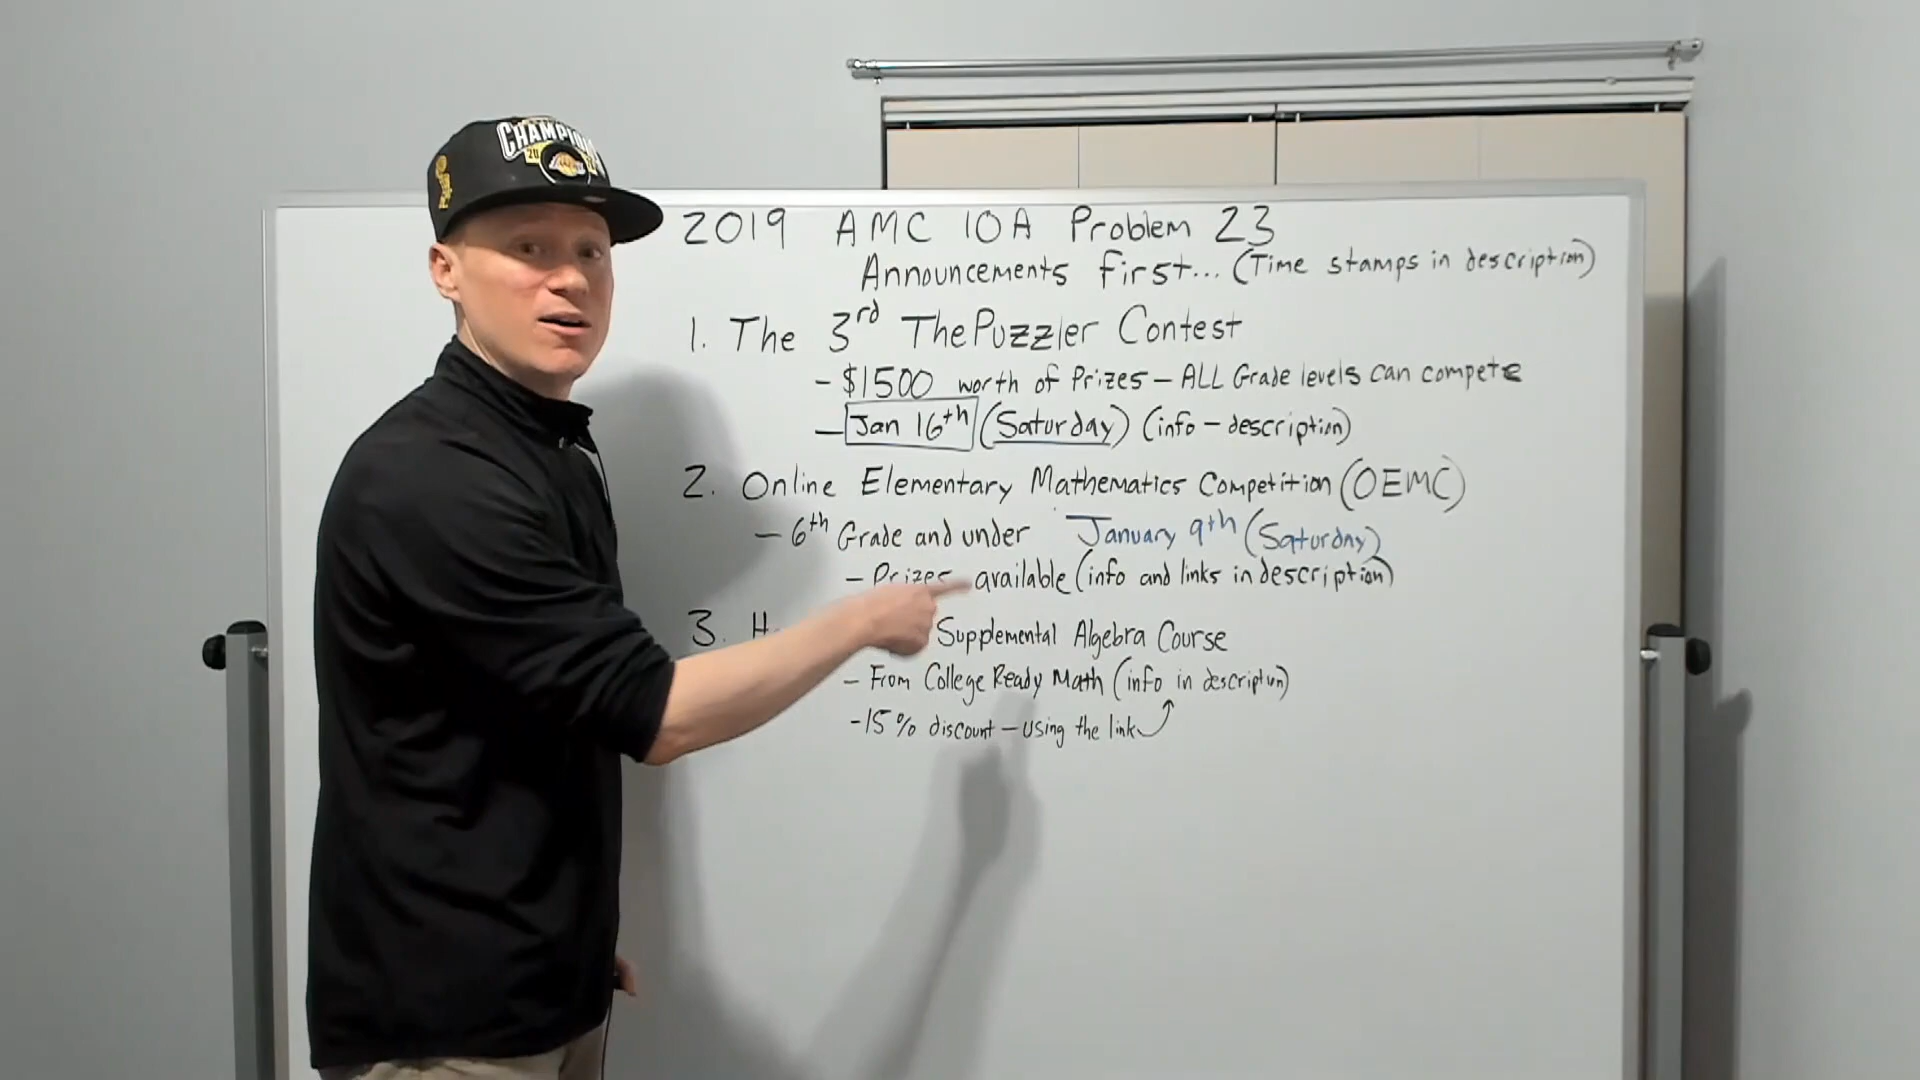 CHAMPIONS
2019 AMC 10A Problem 23
Announcements first... (Time stamps in description)
1. The 3rd ThePuzzler Contest
- $1500 worth of Prizes - ALL Grade levels can compete
- Jan 16th (Saturday) (info - description)
2. Online Elementary Mathematics Competition (OEMC)
- 6th Grade and under January 9th (Saturday)
- Prizes available (info and links in description)
3. Supplemental Algebra Course
- From College Ready Math (info in description)
- 15% discount - using the link